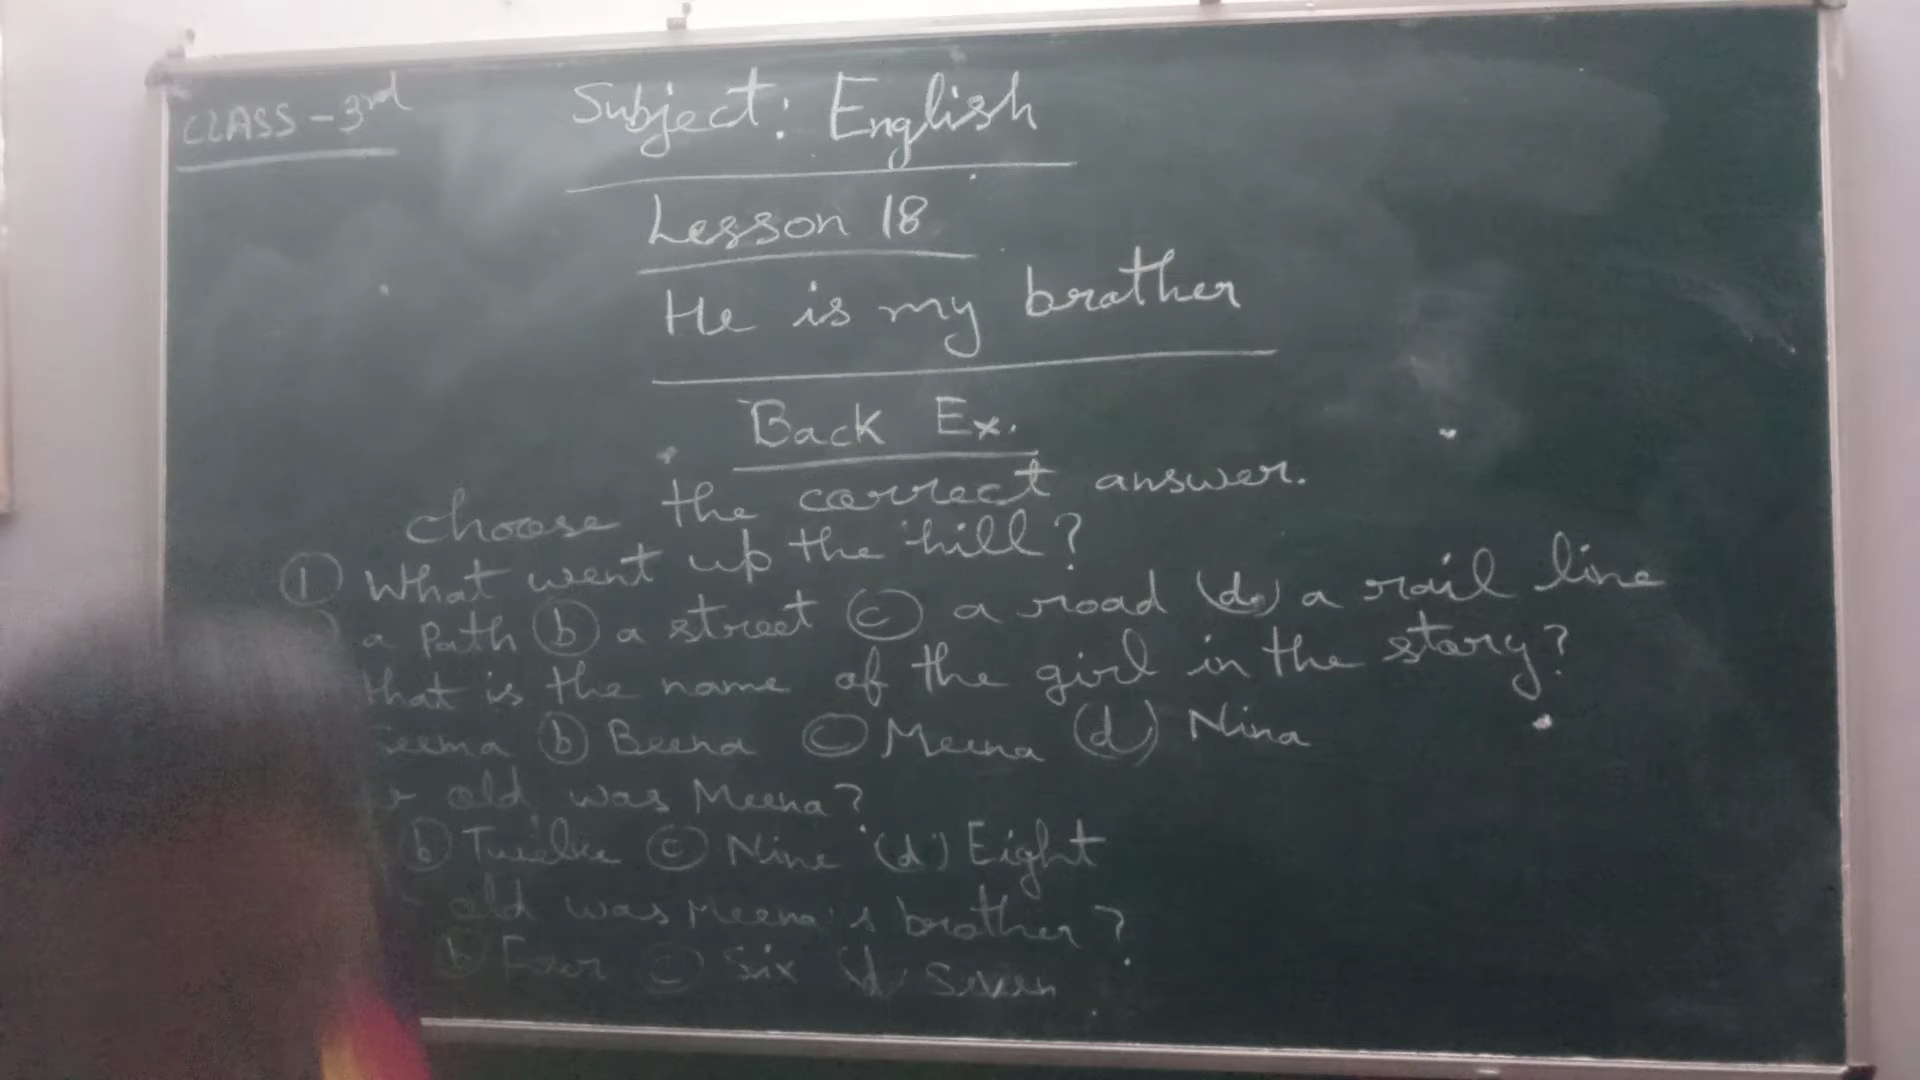 CLASS - 3rd
Subject: English
Lesson 18
He is my brother
Back Ex.
choose the correct answer.
① What went up the hill?
a Path ⓑ a street ⓒ a road (d) a rail line
that is the name of the girl in the story?
Seema ⓑ Beena ⓒ Meena (d) Nina
old was Meena?
ⓑ Twelve ⓒ Nine (d) Eight
old was Meena's brother?
ⓑ Four ⓒ Six (d) Seven